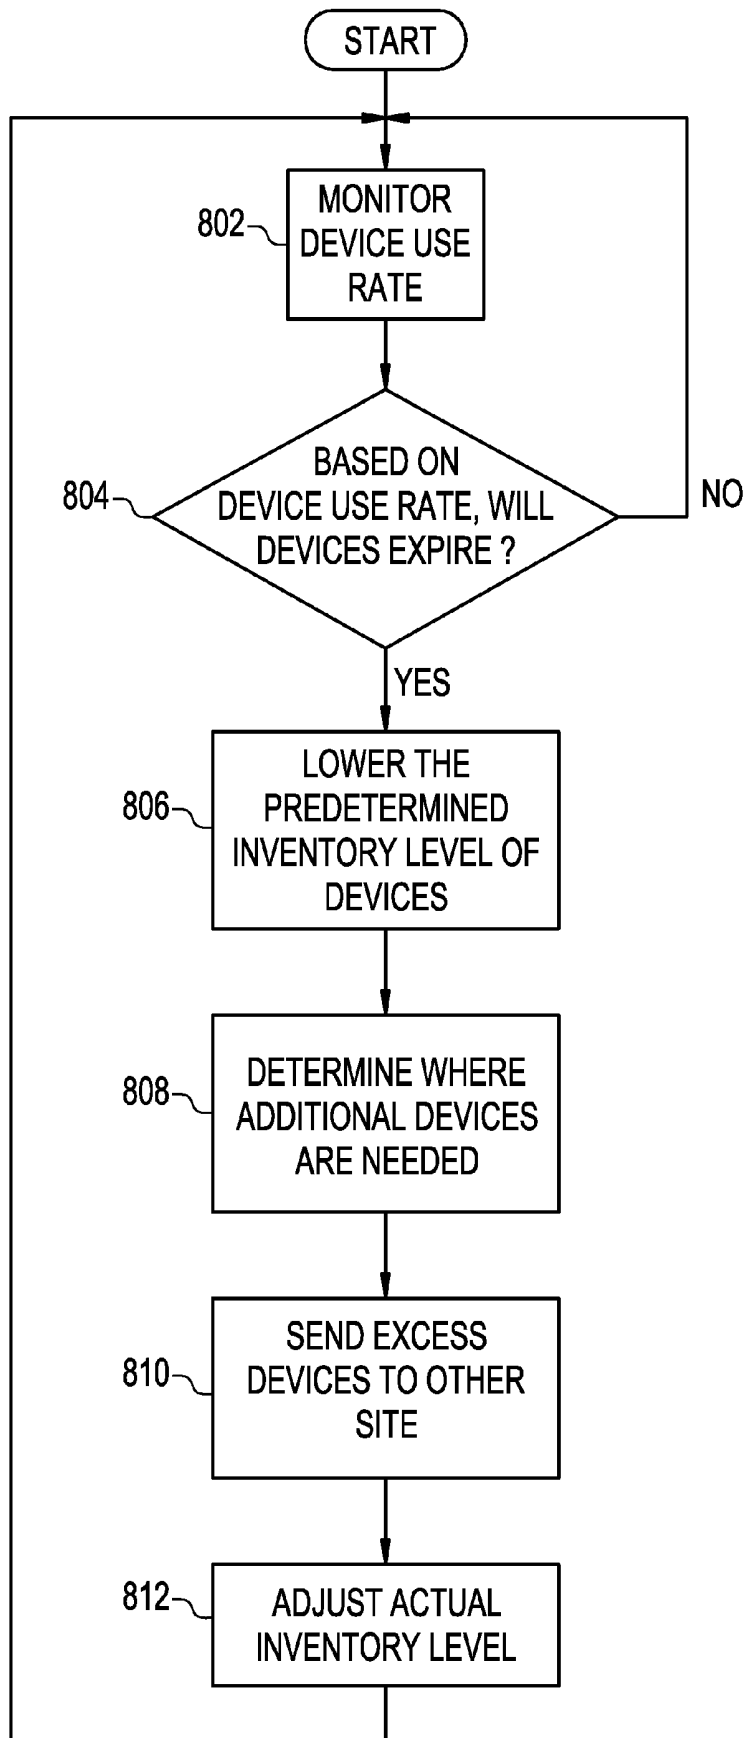 START
802
MONITOR
DEVICE USE
RATE
804
BASED ON
DEVICE USE RATE, WILL
DEVICES EXPIRE ?
NO
YES
806
LOWER THE
PREDETERMINED
INVENTORY LEVEL OF
DEVICES
808
DETERMINE WHERE
ADDITIONAL DEVICES
ARE NEEDED
810
SEND EXCESS
DEVICES TO OTHER
SITE
812
ADJUST ACTUAL
INVENTORY LEVEL